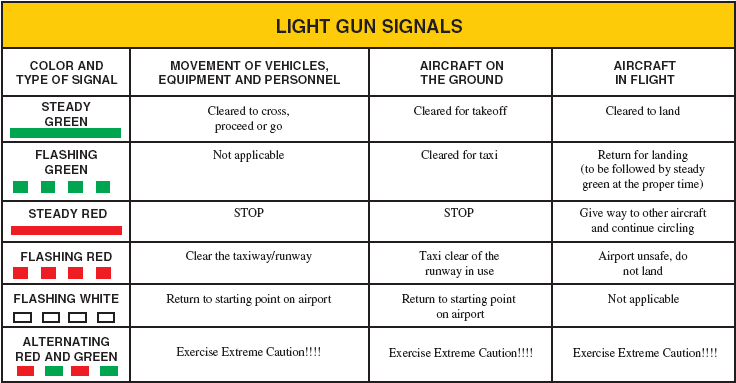 LIGHT GUN SIGNALS
COLOR AND
TYPE OF SIGNAL
MOVEMENT OF VEHICLES,
EQUIPMENT AND PERSONNEL
AIRCRAFT ON
THE GROUND
AIRCRAFT
IN FLIGHT
STEADY
GREEN
Cleared to cross,
proceed or go
Cleared for takeoff
Cleared to land
FLASHING
GREEN
Not applicable
Cleared for taxi
Return for landing
(to be followed by steady
green at the proper time)
STEADY RED
STOP
STOP
Give way to other aircraft
and continue circling
FLASHING RED
Clear the taxiway/runway
Taxi clear of the
runway in use
Airport unsafe, do
not land
FLASHING WHITE
Return to starting point on airport
Return to starting point
on airport
Not applicable
ALTERNATING
RED AND GREEN
Exercise Extreme Caution!!!!
Exercise Extreme Caution!!!!
Exercise Extreme Caution!!!!